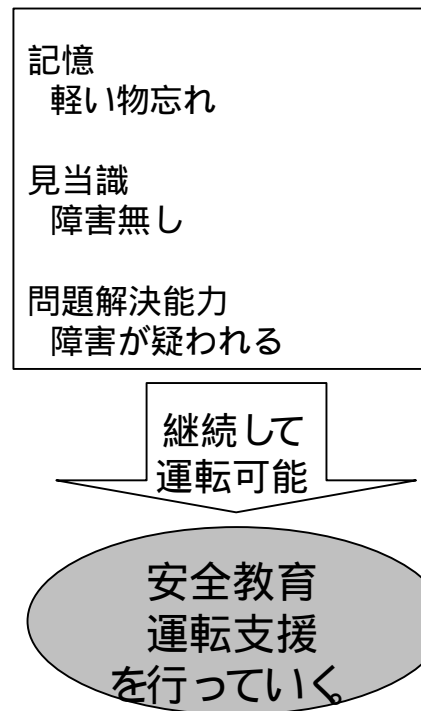 記憶
軽い物忘れ
見当識
障害無し
問題解決能力
障害が疑われる
継続して
運転可能
安全教育
運転支援
を行っていく